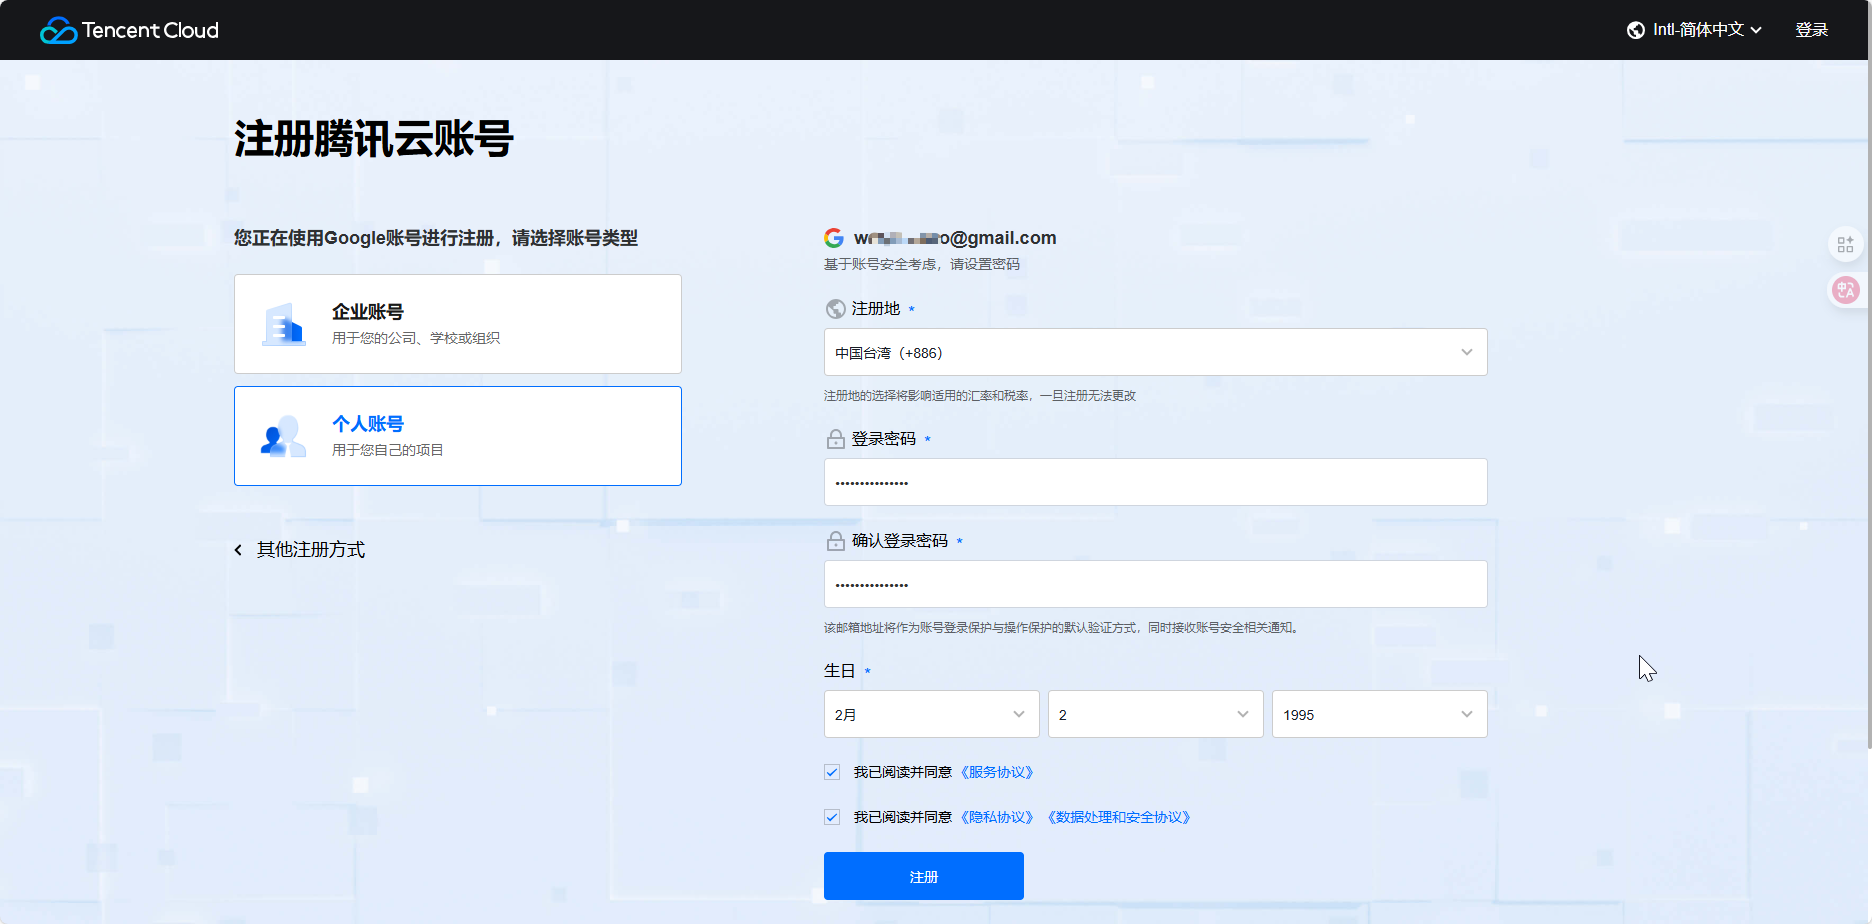 Tencent Cloud
Intl-简体中文
登录
注册腾讯云账号
您正在使用Google账号进行注册，请选择账号类型
企业账号
用于您的公司、学校或组织
个人账号
用于您自己的项目
其他注册方式
@gmail.com
基于账号安全考虑，请设置密码
注册地 *
中国台湾（+886）
注册地的选择将影响适用的汇率和税率，一旦注册无法更改
登录密码 *
•••••••••••••••
确认登录密码 *
•••••••••••••••
该邮箱地址将作为账号登录保护与操作保护的默认验证方式，同时接收账号安全相关通知。
生日 *
2月
2
1995
我已阅读并同意《服务协议》
我已阅读并同意《隐私协议》《数据处理和安全协议》
注册